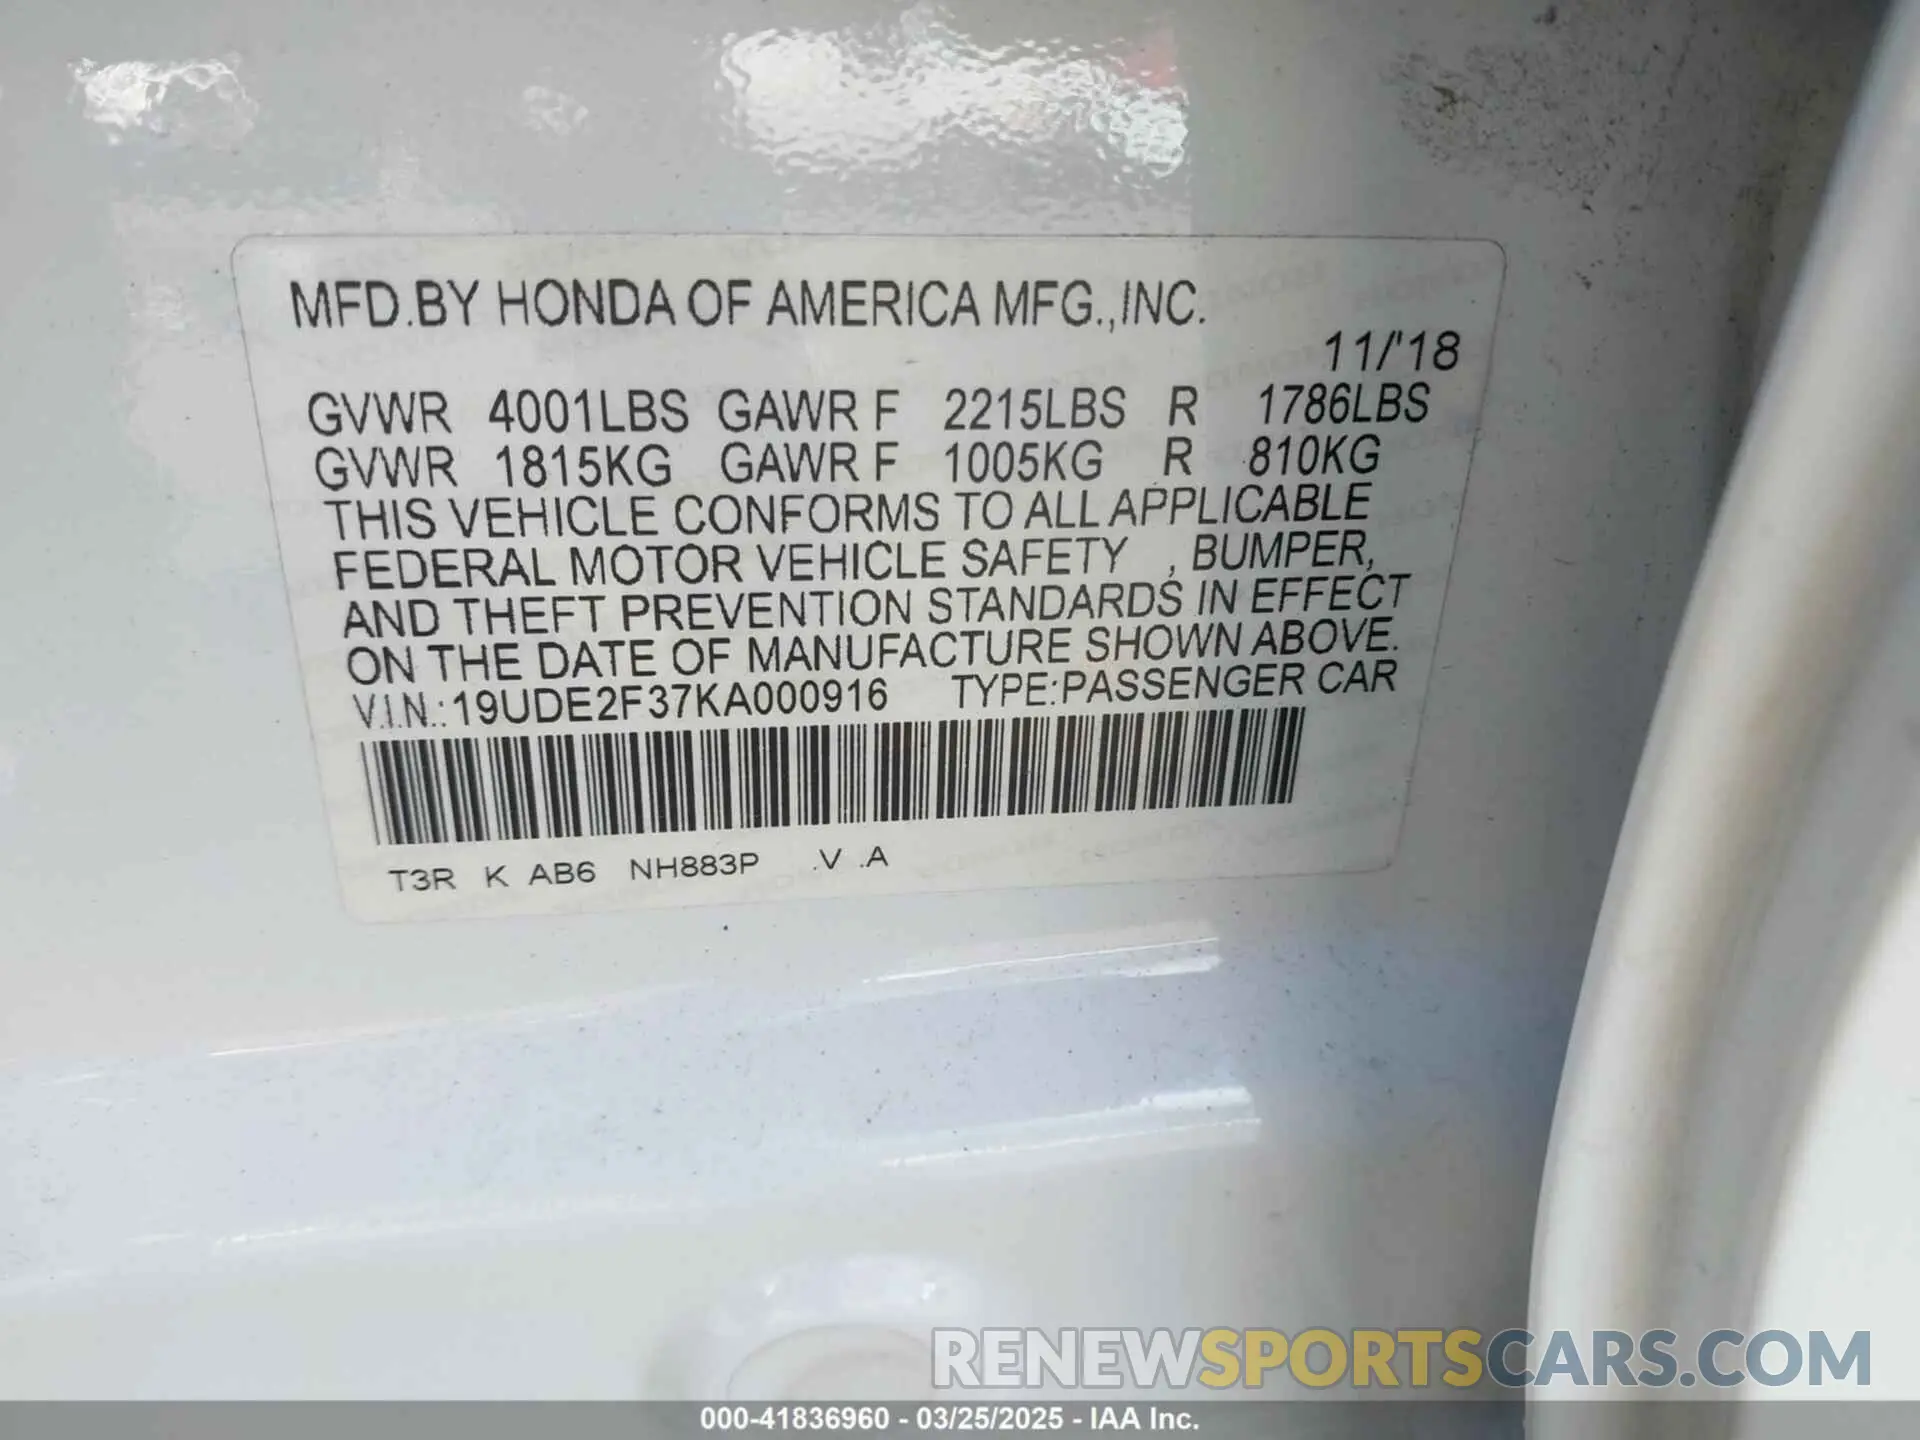 MFD.BY HONDA OF AMERICA MFG.,INC.
11/'18
GVWR 4001LBS GAWR F 2215LBS R 1786LBS
GVWR 1815KG GAWR F 1005KG R 810KG
THIS VEHICLE CONFORMS TO ALL APPLICABLE
FEDERAL MOTOR VEHICLE SAFETY , BUMPER,
AND THEFT PREVENTION STANDARDS IN EFFECT
ON THE DATE OF MANUFACTURE SHOWN ABOVE.
V.I.N.:19UDE2F37KA000916 TYPE:PASSENGER CAR
T3R K AB6 NH883P .V .A
RENEWSPORTSCARS.COM
000-41836960 - 03/25/2025 - IAA Inc.